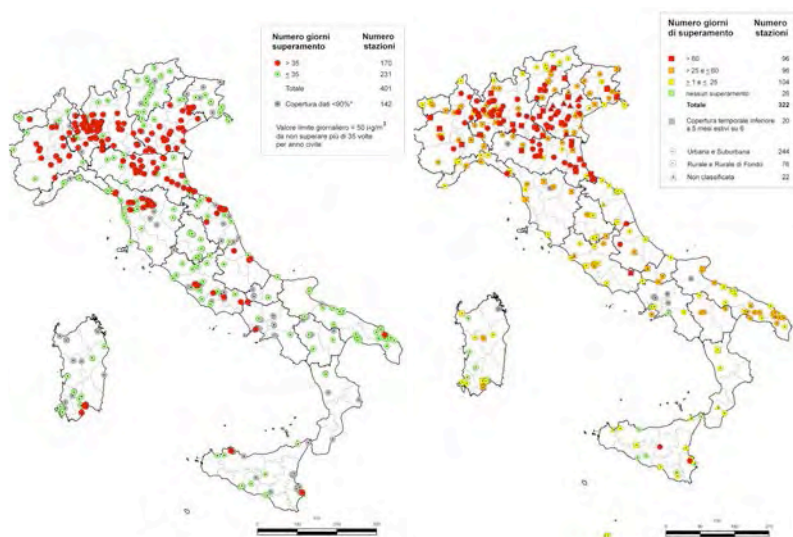 Numero giorni superamento Numero stazioni
> 35 170
≤ 35 231
Totale 401
Copertura dati <90%* 142
Valore limite giornaliero = 50 µg/m³
da non superare più di 35 volte
per anno civile
Numero giorni di superamento Numero stazioni
> 60 96
> 25 e ≤ 60 96
≥ 1 e ≤ 25 104
nessun superamento 26
Totale 322
Copertura temporale inferiore a 5 mesi estivi su 6 20
Urbana e Suburbana 244
Rurale e Rurale di Fondo 76
Non classificata 22